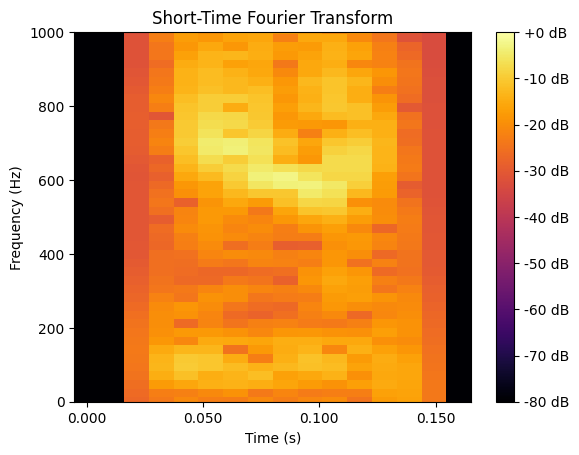 Short-Time Fourier Transform
1000
800
600
400
200
0
Frequency (Hz)
0.000
0.050
0.100
0.150
Time (s)
+0 dB
-10 dB
-20 dB
-30 dB
-40 dB
-50 dB
-60 dB
-70 dB
-80 dB